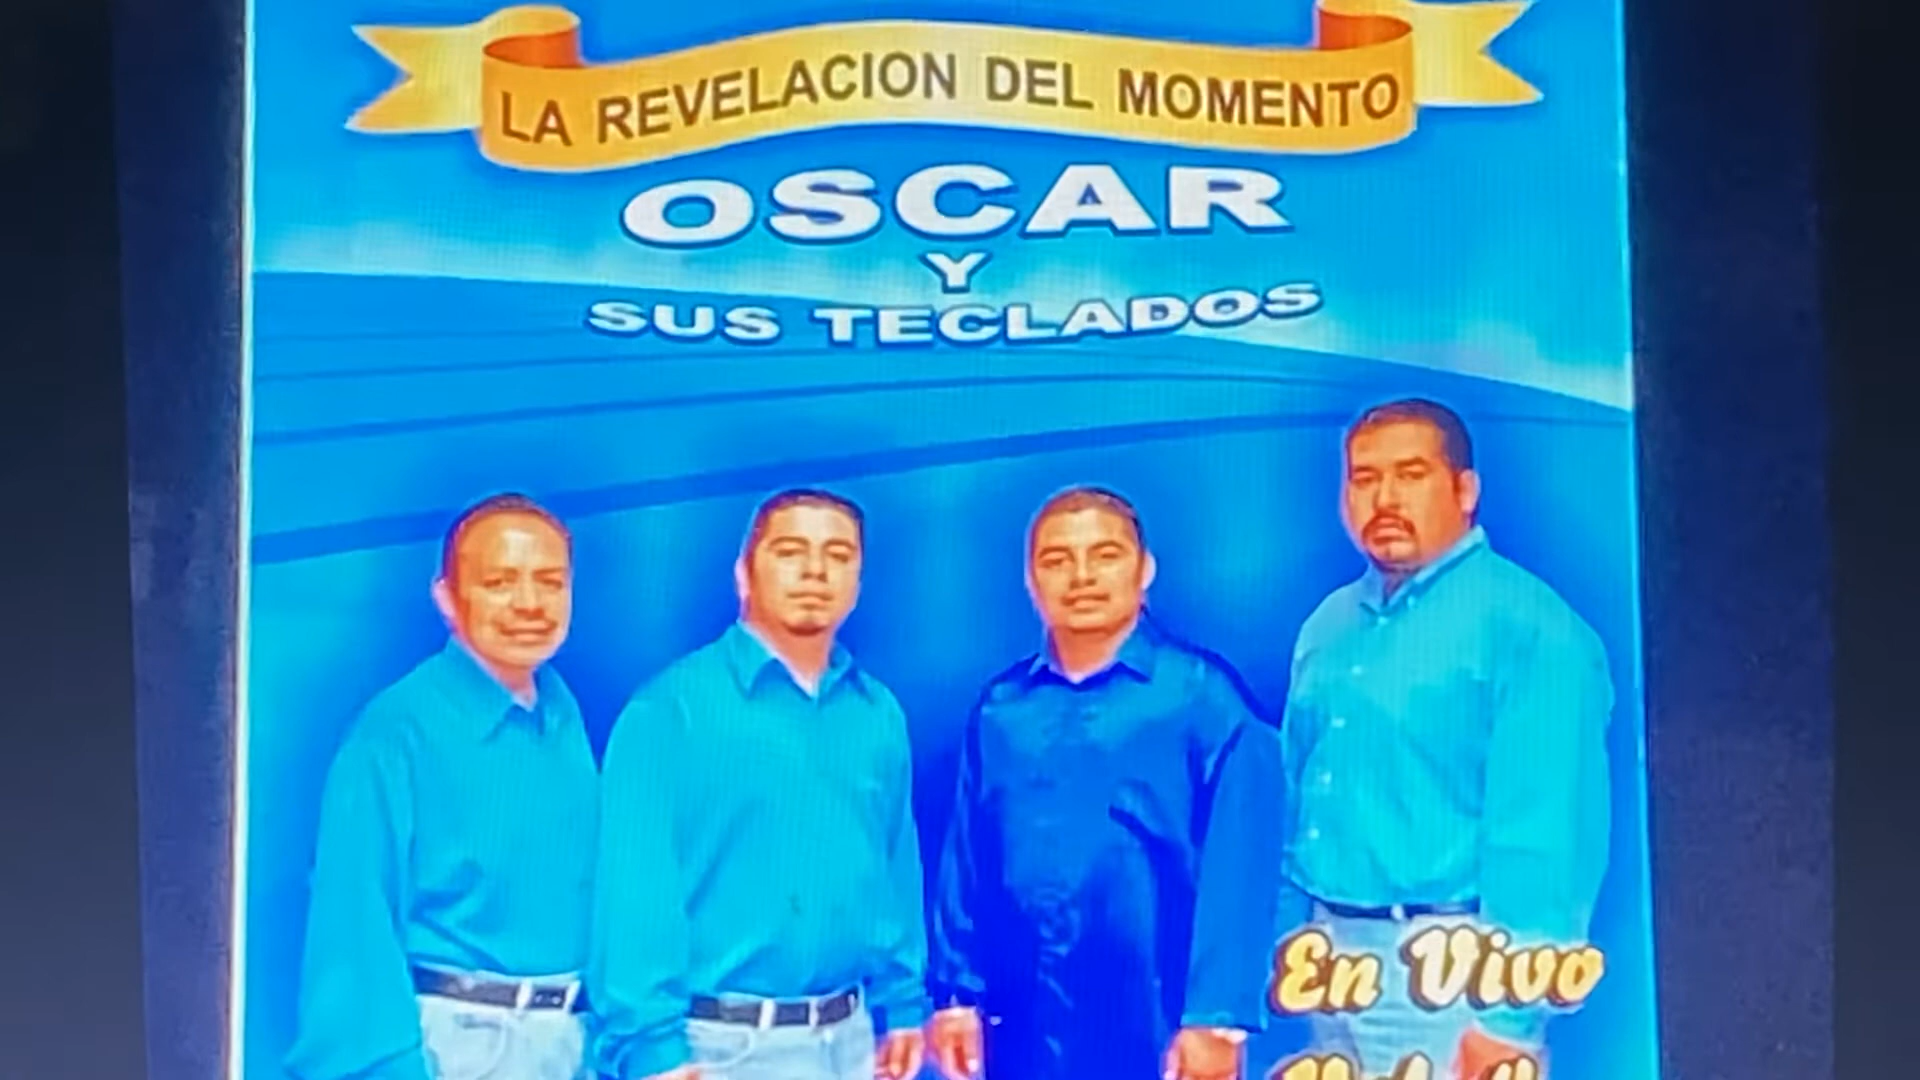 LA REVELACION DEL MOMENTO
OSCAR
Y
SUS TECLADOS
En Vivo